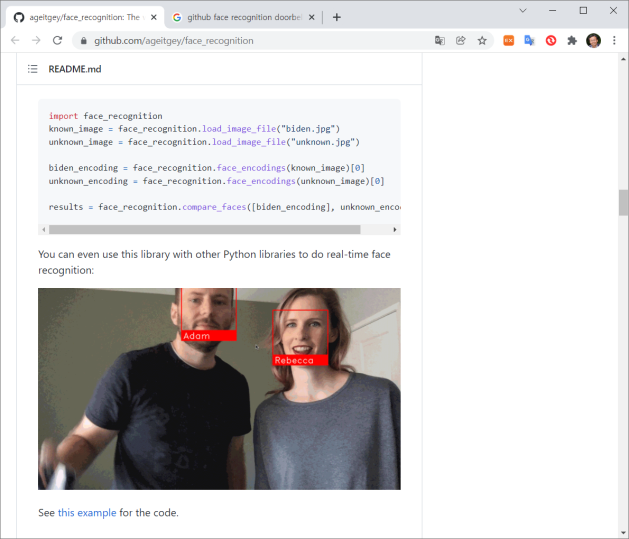 ageitgey/face_recognition: The
github face recognition doorbe
github.com/ageitgey/face_recognition
README.md
import face_recognition
known_image = face_recognition.load_image_file("biden.jpg")
unknown_image = face_recognition.load_image_file("unknown.jpg")
biden_encoding = face_recognition.face_encodings(known_image)[0]
unknown_encoding = face_recognition.face_encodings(unknown_image)[0]
results = face_recognition.compare_faces([biden_encoding], unknown_enco
You can even use this library with other Python libraries to do real-time face
recognition:
Adam
Rebecca
See this example for the code.